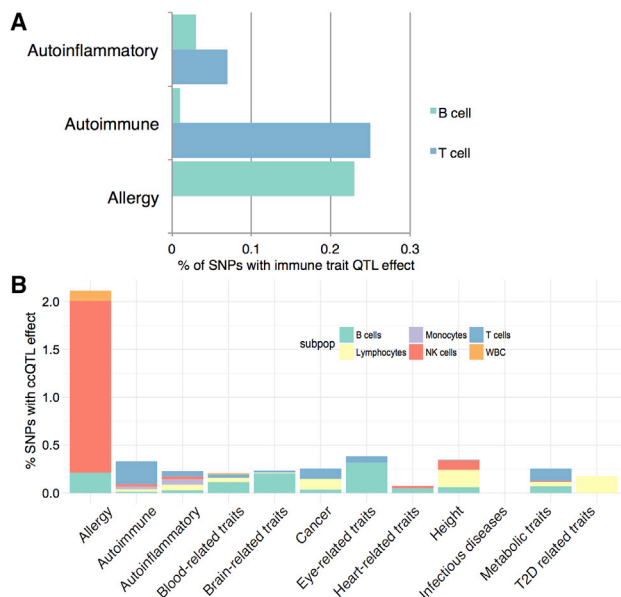 A
Autoinflammatory
Autoimmune
Allergy
B cell
T cell
0 0.1 0.2 0.3
% of SNPs with immune trait QTL effect
B
% SNPs with ccQTL effect
2.0
1.5
1.0
0.5
0.0
subpop
B cells Monocytes T cells
Lymphocytes NK cells WBC
Allergy
Autoimmune
Autoinflammatory
Blood-related traits
Brain-related traits
Cancer
Eye-related traits
Heart-related traits
Height
Infectious diseases
Metabolic traits
T2D related traits